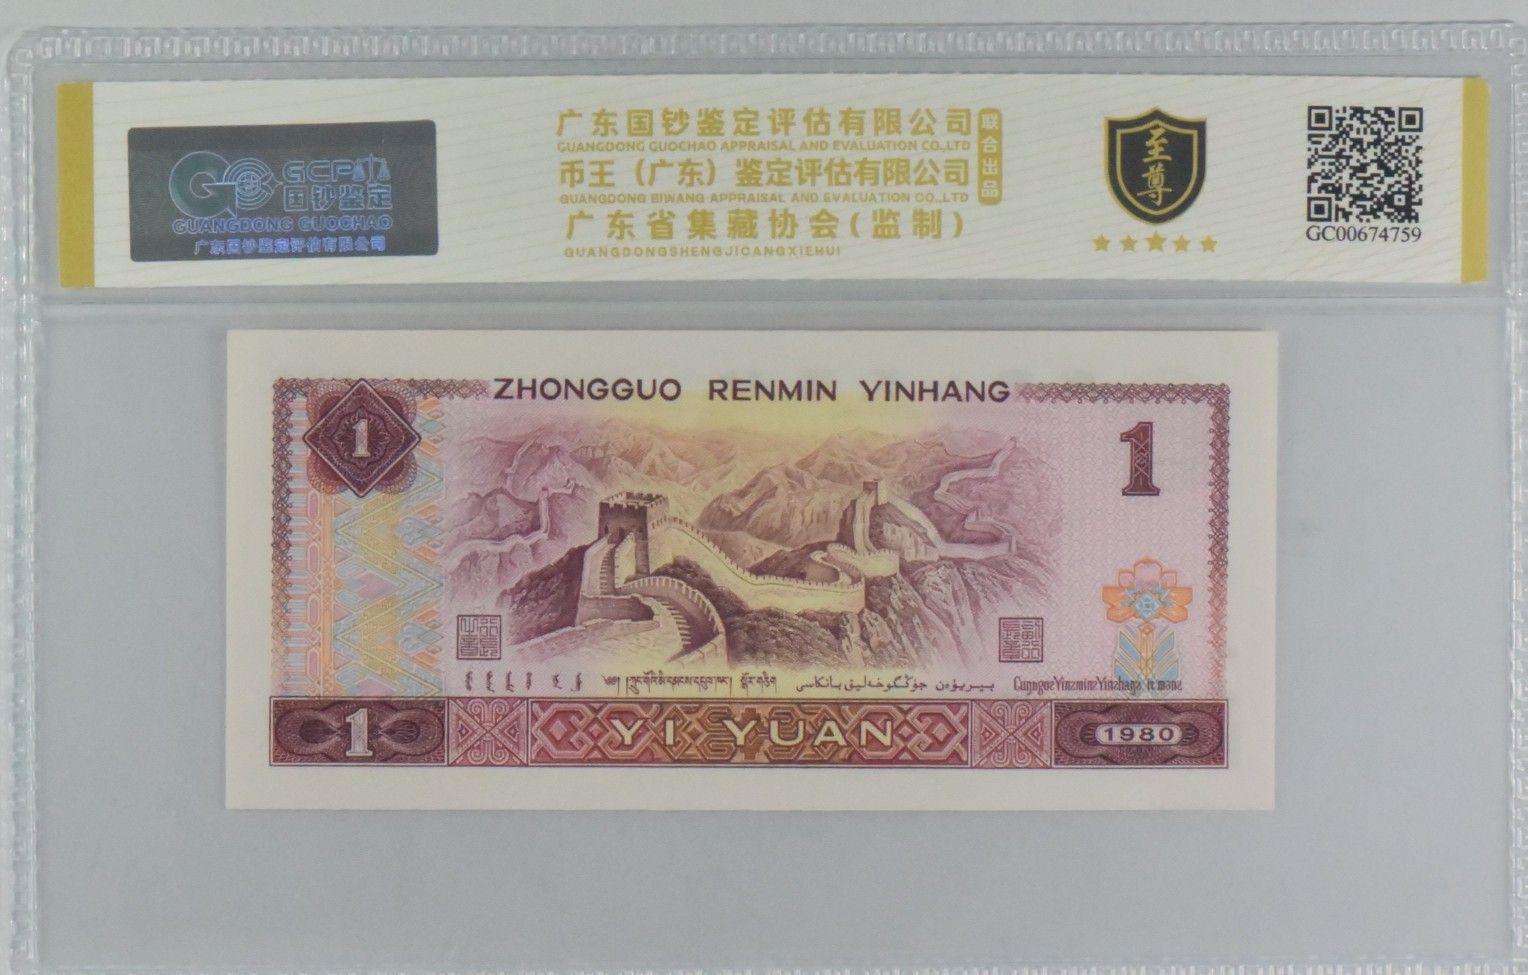 GCPA
国钞鉴定
GUANGDONG GUOCHAO
广东国钞鉴定评估有限公司
广东国钞鉴定评估有限公司
GUANGDONG GUOCHAO APPRAISAL AND EVALUATION CO.,LTD
币王（广东）鉴定评估有限公司
GUANGDONG BIWANG APPRAISAL AND EVALUATION CO.,LTD
广东省集藏协会(监制)
GUANGDONGSHENGJICANGXIEHUI
联合出品
至尊
GC00674759
ZHONGGUO RENMIN YINHANG
1
1
1
YI YUAN
1980